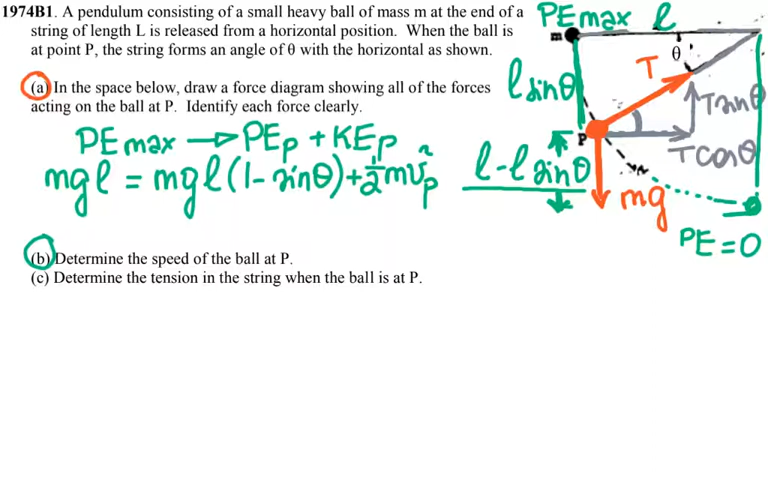 1974B1. A pendulum consisting of a small heavy ball of mass m at the end of a
string of length L is released from a horizontal position. When the ball is
at point P, the string forms an angle of θ with the horizontal as shown.
(a) In the space below, draw a force diagram showing all of the forces
acting on the ball at P. Identify each force clearly.
PEmax → PEp + KEp
mgl = mgl(1-sinθ)+½mvp²
(b) Determine the speed of the ball at P.
(c) Determine the tension in the string when the ball is at P.
PEmax l
m
θ
T
lsinθ
Tsinθ
P
Tcosθ
l-lsinθ
mg
PE=0